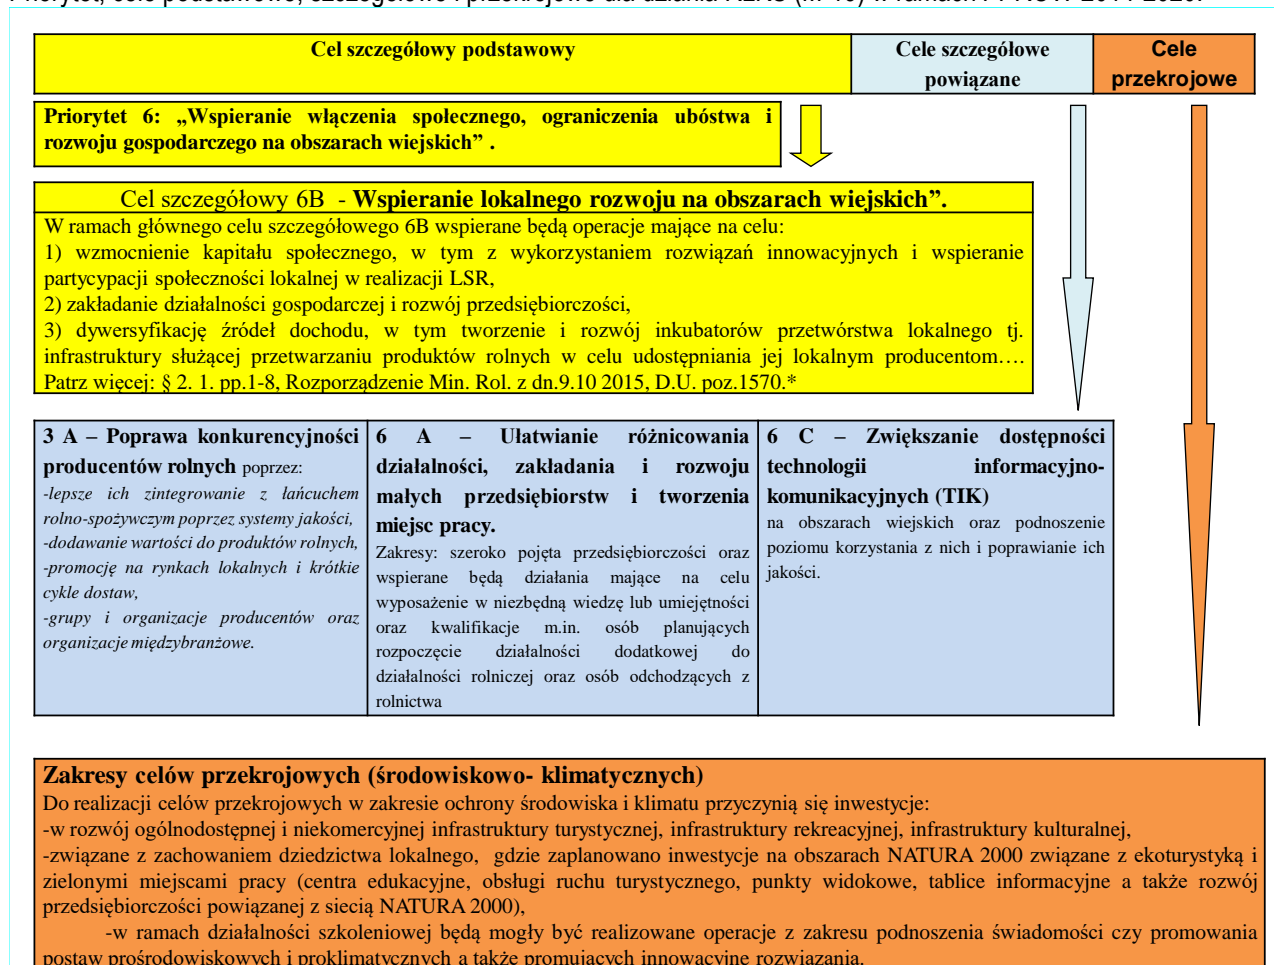 Cel szczegółowy podstawowy
Cele szczegółowe
powiązane
Cele
przekrojowe
Priorytet 6: „Wspieranie włączenia społecznego, ograniczenia ubóstwa i
rozwoju gospodarczego na obszarach wiejskich” .
Cel szczegółowy 6B - Wspieranie lokalnego rozwoju na obszarach wiejskich”.
W ramach głównego celu szczegółowego 6B wspierane będą operacje mające na celu:
1) wzmocnienie kapitału społecznego, w tym z wykorzystaniem rozwiązań innowacyjnych i wspieranie
partycypacji społeczności lokalnej w realizacji LSR,
2) zakładanie działalności gospodarczej i rozwój przedsiębiorczości,
3) dywersyfikację źródeł dochodu, w tym tworzenie i rozwój inkubatorów przetwórstwa lokalnego tj.
infrastruktury służącej przetwarzaniu produktów rolnych w celu udostępniania jej lokalnym producentom….
Patrz więcej: § 2. 1. pp.1-8, Rozporządzenie Min. Rol. z dn.9.10 2015, D.U. poz.1570.*
3 A – Poprawa konkurencyjności
producentów rolnych poprzez:
-lepsze ich zintegrowanie z łańcuchem
rolno-spożywczym poprzez systemy jakości,
-dodawanie wartości do produktów rolnych,
-promocję na rynkach lokalnych i krótkie
cykle dostaw,
-grupy i organizacje producentów oraz
organizacje międzybranżowe.
6 A – Ułatwianie różnicowania
działalności, zakładania i rozwoju
małych przedsiębiorstw i tworzenia
miejsc pracy.
Zakresy: szeroko pojęta przedsiębiorczości oraz
wspierane będą działania mające na celu
wyposażenie w niezbędną wiedzę lub umiejętności
oraz kwalifikacje m.in. osób planujących
rozpoczęcie działalności dodatkowej do
działalności rolniczej oraz osób odchodzących z
rolnictwa
6 C – Zwiększanie dostępności
technologii informacyjno-
komunikacyjnych (TIK)
na obszarach wiejskich oraz podnoszenie
poziomu korzystania z nich i poprawianie ich
jakości.
Zakresy celów przekrojowych (środowiskowo- klimatycznych)
Do realizacji celów przekrojowych w zakresie ochrony środowiska i klimatu przyczynią się inwestycje:
-w rozwój ogólnodostępnej i niekomercyjnej infrastruktury turystycznej, infrastruktury rekreacyjnej, infrastruktury kulturalnej,
-związane z zachowaniem dziedzictwa lokalnego, gdzie zaplanowano inwestycje na obszarach NATURA 2000 związane z ekoturystyką i
zielonymi miejscami pracy (centra edukacyjne, obsługi ruchu turystycznego, punkty widokowe, tablice informacyjne a także rozwój
przedsiębiorczości powiązanej z siecią NATURA 2000),
-w ramach działalności szkoleniowej będą mogły być realizowane operacje z zakresu podnoszenia świadomości czy promowania
postaw prośrodowiskowych i proklimatycznych a także promujących innowacyjne rozwiązania.